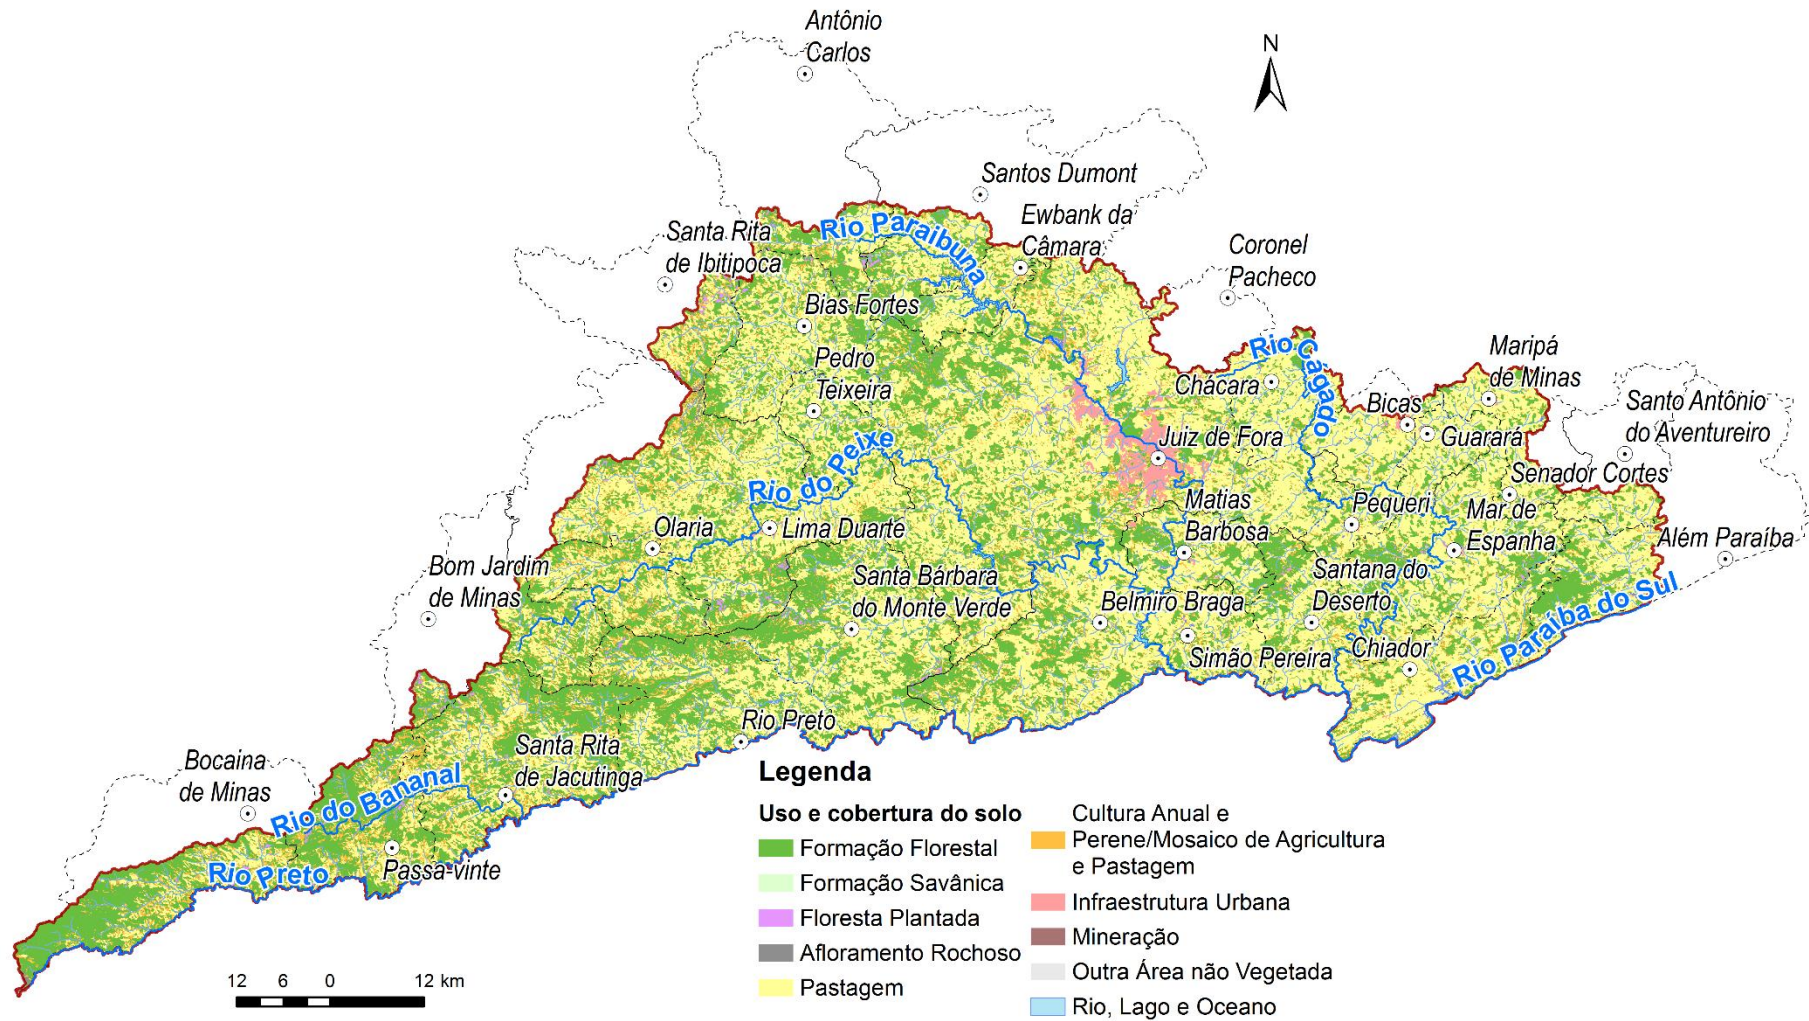 Antônio
Carlos
N
Santos Dumont
Ewbank da
Câmara
Rio Paraibuna
Santa Rita
de Ibitipoca
Coronel
Pacheco
Bias Fortes
Pedro
Teixeira
Rio Cágado
Chácara
Maripá
de Minas
Bicas
Guarará
Santo Antônio
do Aventureiro
Juiz de Fora
Rio do Peixe
Senador Cortes
Matias
Barbosa
Pequeri
Mar de
Espanha
Olaria
Lima Duarte
Além Paraíba
Bom Jardim
de Minas
Santa Bárbara
do Monte Verde
Santana do
Deserto
Belmiro Braga
Simão Pereira
Chiador
Rio Paraíba do Sul
Rio Preto
Santa Rita
de Jacutinga
Bocaina
de Minas
Rio do Bananal
Rio Preto
Passa-vinte
Legenda
Uso e cobertura do solo
Formação Florestal
Formação Savânica
Floresta Plantada
Afloramento Rochoso
Pastagem
Cultura Anual e
Perene/Mosaico de Agricultura
e Pastagem
Infraestrutura Urbana
Mineração
Outra Área não Vegetada
Rio, Lago e Oceano
12 6 0 12 km